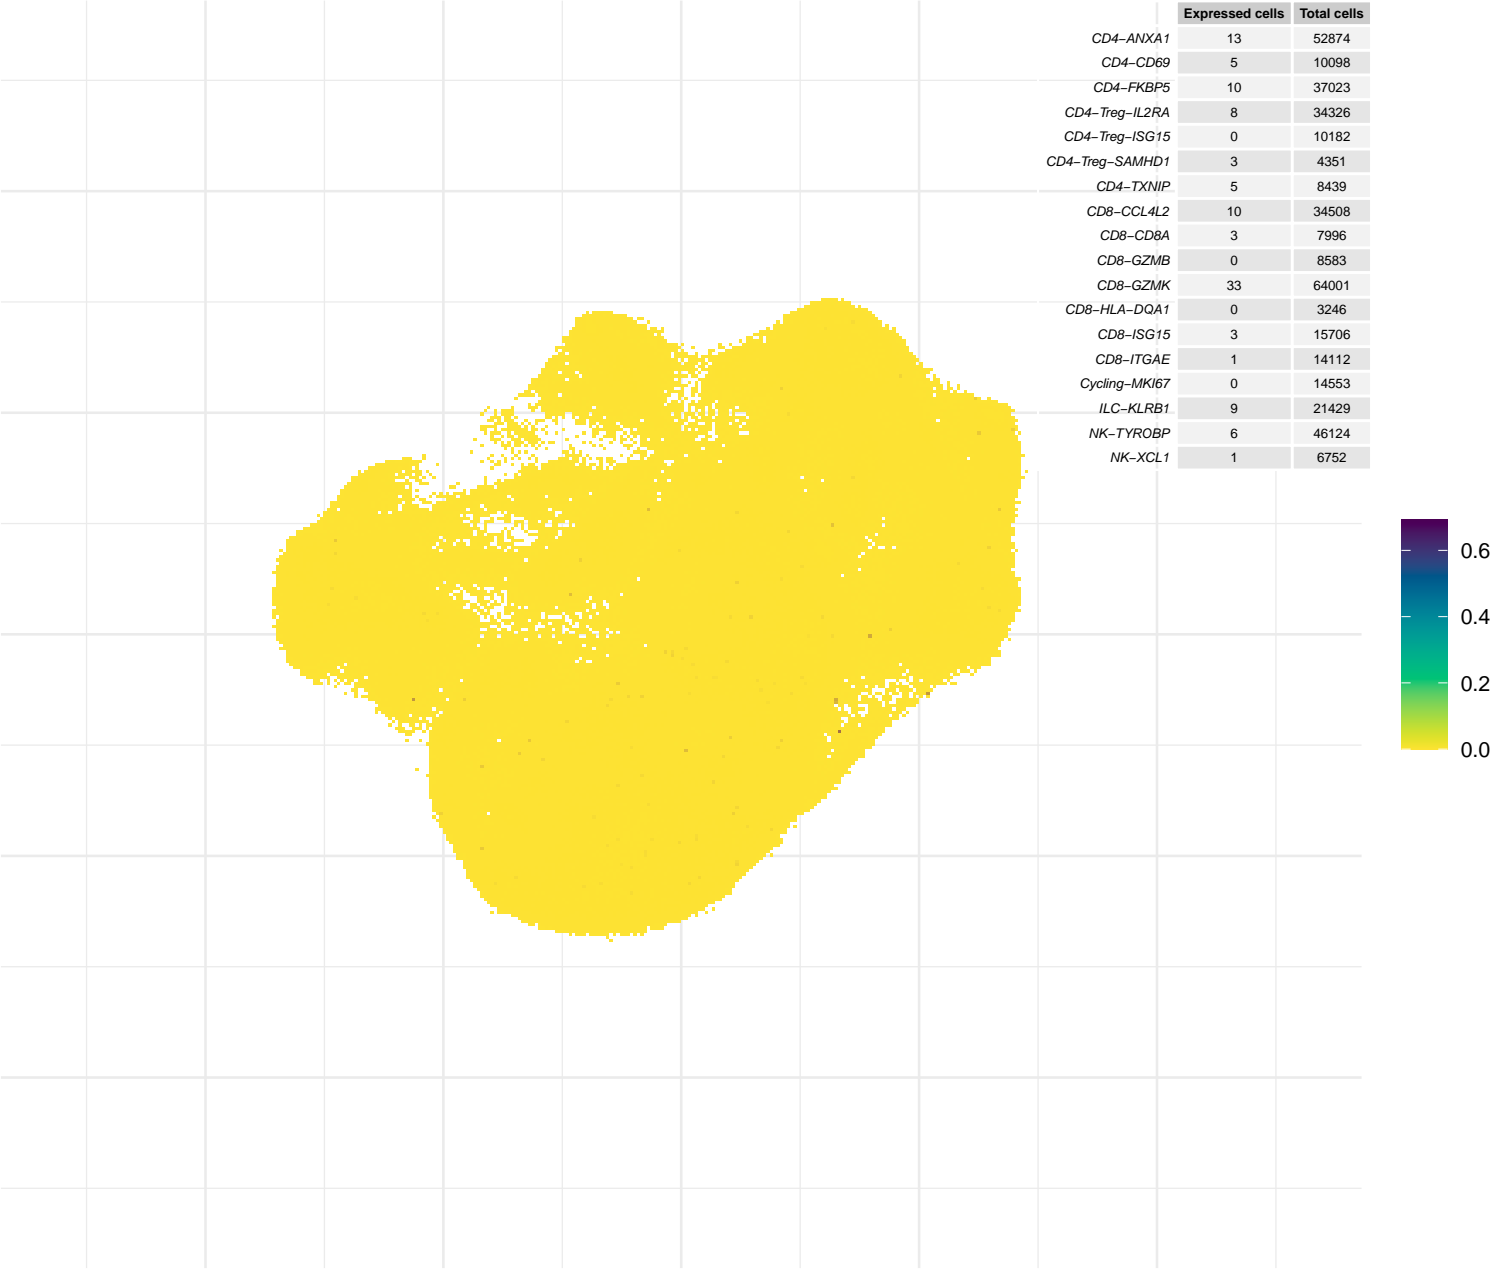 Expressed cells Total cells
CD4−ANXA1 13 52874
CD4−CD69 5 10098
CD4−FKBP5 10 37023
CD4−Treg−IL2RA 8 34326
CD4−Treg−ISG15 0 10182
CD4−Treg−SAMHD1 3 4351
CD4−TXNIP 5 8439
CD8−CCL4L2 10 34508
CD8−CD8A 3 7996
CD8−GZMB 0 8583
CD8−GZMK 33 64001
CD8−HLA−DQA1 0 3246
CD8−ISG15 3 15706
CD8−ITGAE 1 14112
Cycling−MKI67 0 14553
ILC−KLRB1 9 21429
NK−TYROBP 6 46124
NK−XCL1 1 6752
0.6
0.4
0.2
0.0